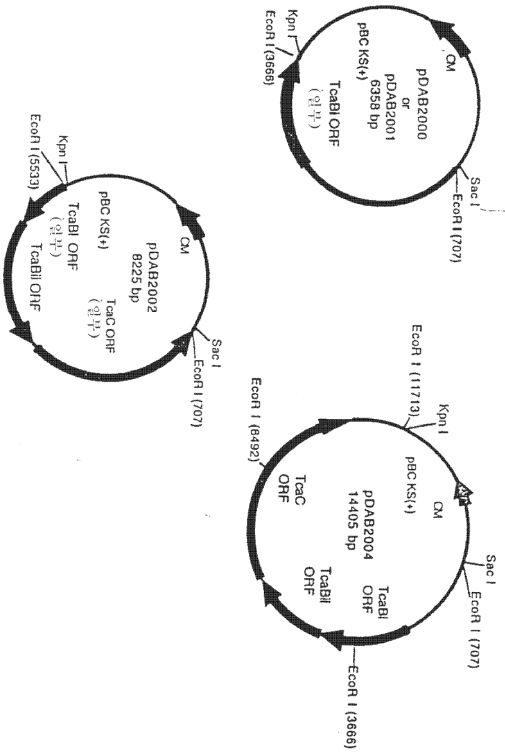 pDAB2000
or
pDAB2001
6358 bp
pBC KS(+)
CM
Sac I
EcoR I (707)
Kpn I
EcoR I (3666)
TcaBi ORF
(일부)
pDAB2002
8225 bp
pBC KS(+)
CM
Sac I
EcoR I (707)
Kpn I
EcoR I (5533)
TcaBi ORF
(일부)
TcaBii ORF
TcaC ORF
(일부)
pDAB2004
14405 bp
pBC KS(+)
CM
Sac I
EcoR I (707)
Kpn I
EcoR I (11713)
EcoR I (8492)
TcaC
ORF
TcaBii
ORF
TcaBi
ORF
EcoR I (3666)